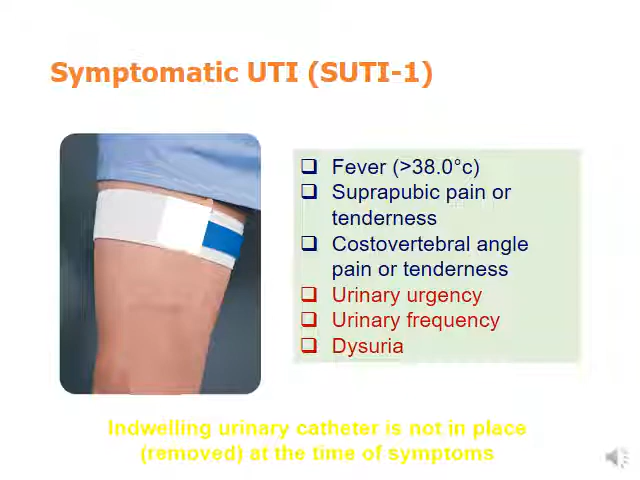 Symptomatic UTI (SUTI-1)
❑ Fever (>38.0°c)
❑ Suprapubic pain or
tenderness
❑ Costovertebral angle
pain or tenderness
❑ Urinary urgency
❑ Urinary frequency
❑ Dysuria
Indwelling urinary catheter is not in place
(removed) at the time of symptoms